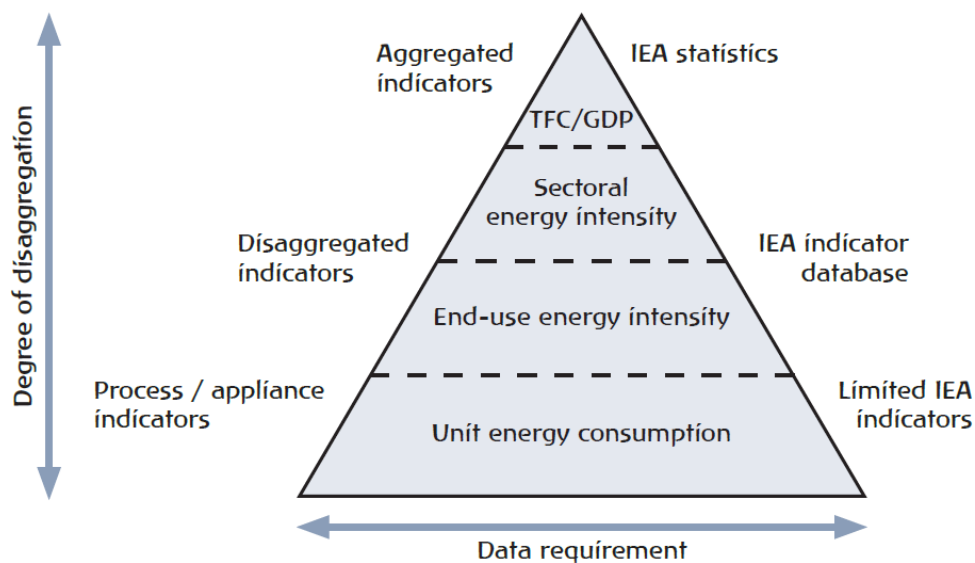 Aggregated
indicators
IEA statistics
TFC/GDP
Sectoral
energy intensity
Disaggregated
indicators
IEA indicator
database
End-use energy intensity
Process / appliance
indicators
Limited IEA
indicators
Unit energy consumption
Degree of disaggregation
Data requirement